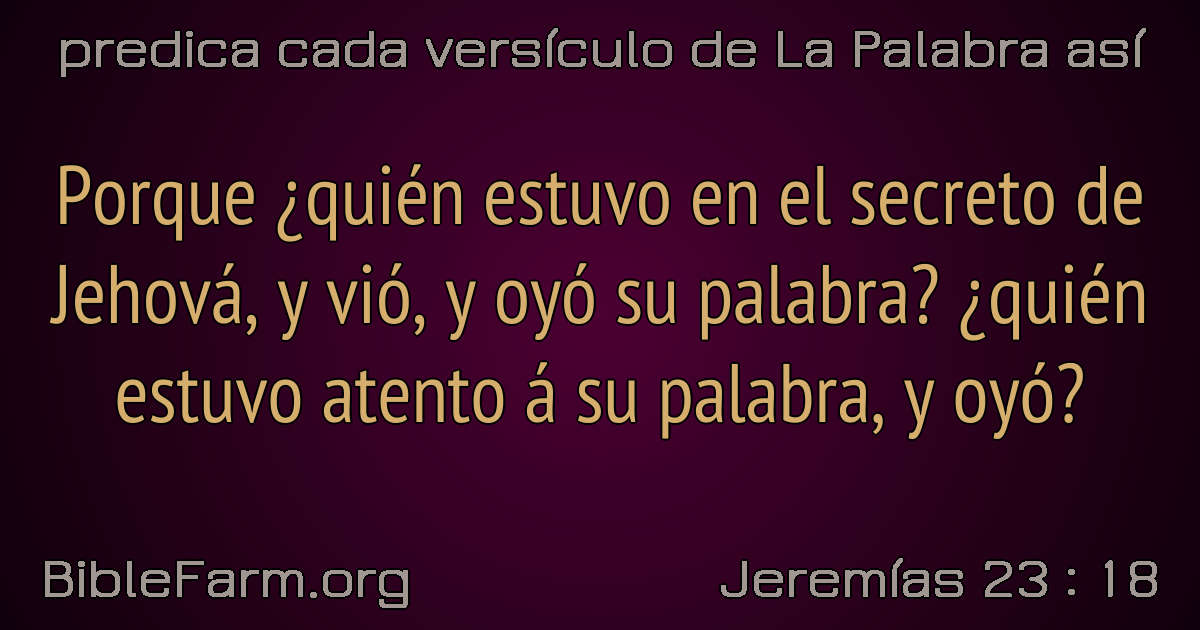 predica cada versículo de La Palabra así
Porque ¿quién estuvo en el secreto de
Jehová, y vió, y oyó su palabra? ¿quién
estuvo atento á su palabra, y oyó?
BibleFarm.org
Jeremías 23 : 18